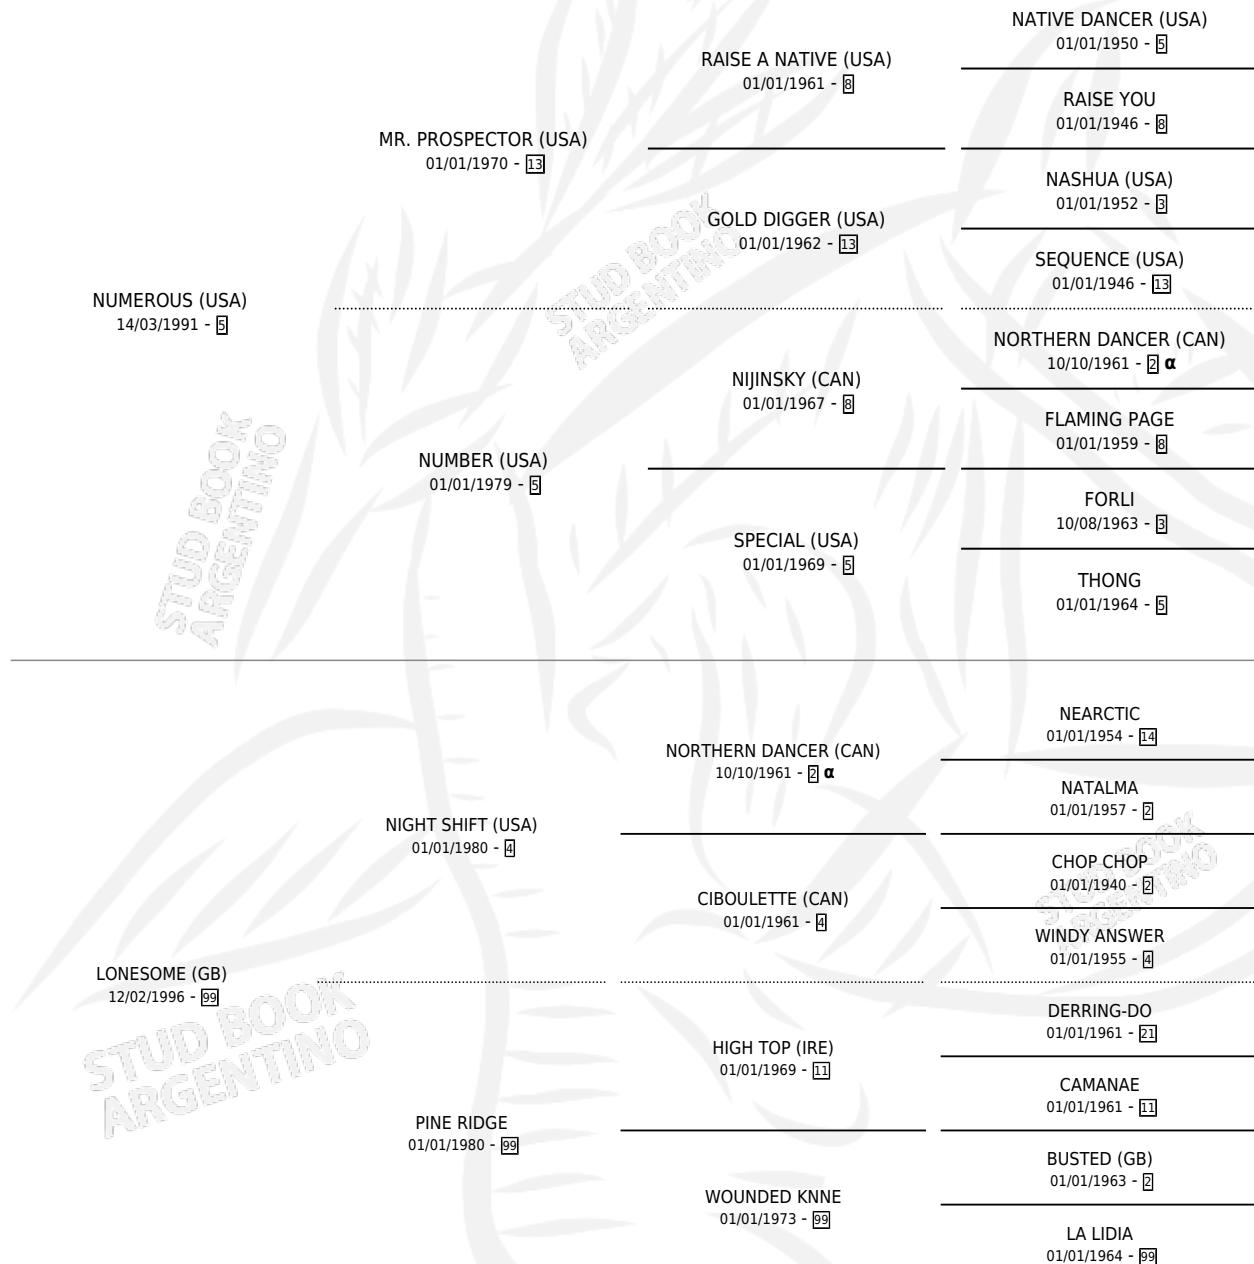 NATIVE DANCER (USA)
01/01/1950 - 5
RAISE A NATIVE (USA)
01/01/1961 - 8
RAISE YOU
01/01/1946 - 8
MR. PROSPECTOR (USA)
01/01/1970 - 13
NASHUA (USA)
01/01/1952 - 3
GOLD DIGGER (USA)
01/01/1962 - 13
SEQUENCE (USA)
01/01/1946 - 13
NUMEROUS (USA)
14/03/1991 - 5
NORTHERN DANCER (CAN)
10/10/1961 - 2 α
NIJINSKY (CAN)
01/01/1967 - 8
FLAMING PAGE
01/01/1959 - 8
NUMBER (USA)
01/01/1979 - 5
FORLI
10/08/1963 - 3
SPECIAL (USA)
01/01/1969 - 5
THONG
01/01/1964 - 5
NEARCTIC
01/01/1954 - 14
NORTHERN DANCER (CAN)
10/10/1961 - 2 α
NATALMA
01/01/1957 - 2
NIGHT SHIFT (USA)
01/01/1980 - 4
CHOP CHOP
01/01/1940 - 2
CIBOULETTE (CAN)
01/01/1961 - 4
WINDY ANSWER
01/01/1955 - 4
LONESOME (GB)
12/02/1996 - 99
DERRING-DO
01/01/1961 - 21
HIGH TOP (IRE)
01/01/1969 - 11
CAMANAE
01/01/1961 - 11
PINE RIDGE
01/01/1980 - 99
BUSTED (GB)
01/01/1963 - 2
WOUNDED KNNE
01/01/1973 - 99
LA LIDIA
01/01/1964 - 99
STUD BOOK
ARGENTINO
STUD BOOK
ARGENTINO
STUD BOOK
ARGENTINO
STUD BOOK
ARGENTINO